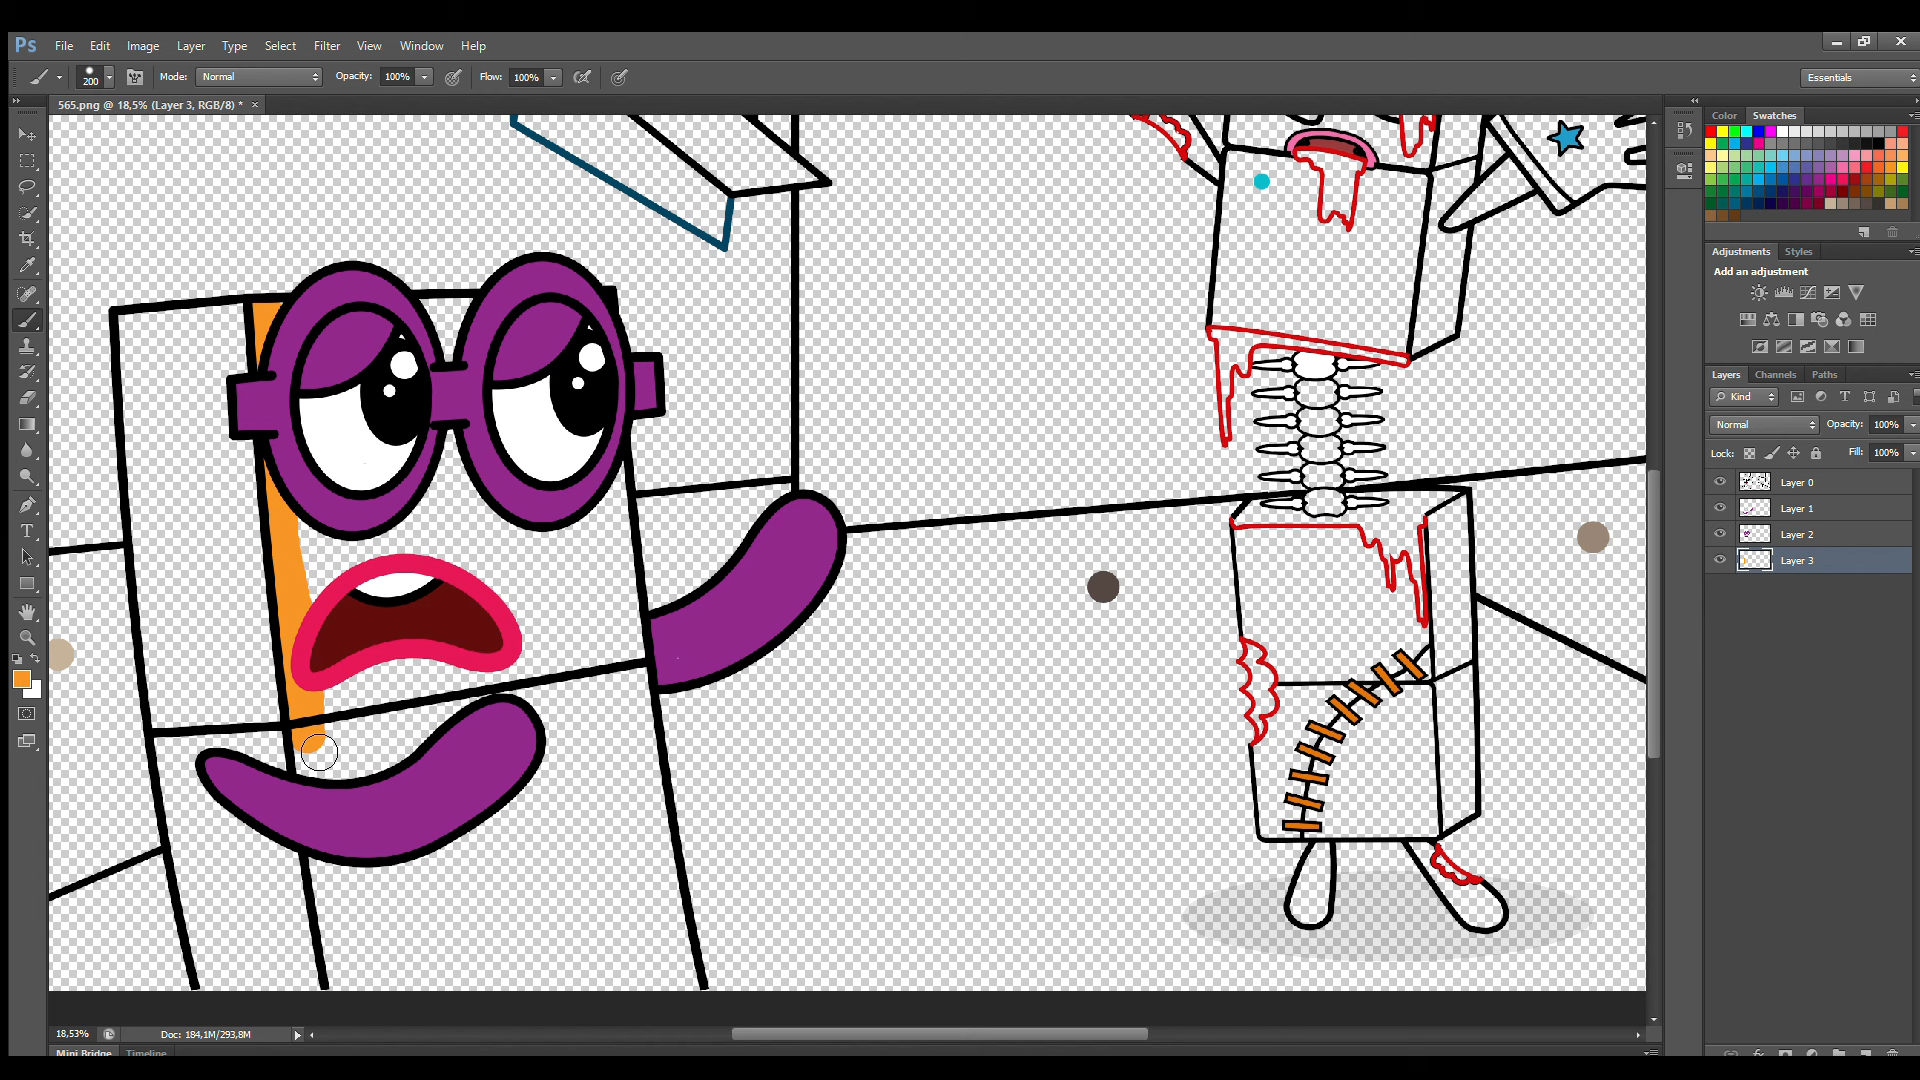 Ps File Edit Image Layer Type Select Filter View Window Help
200 Mode: Normal Opacity: 100% Flow: 100% Essentials
565.png @ 18,5% (Layer 3, RGB/8) * ×
Color Swatches
Adjustments Styles
Add an adjustment
Layers Channels Paths
Kind
Normal Opacity: 100%
Lock: Fill: 100%
Layer 0
Layer 1
Layer 2
Layer 3
18,53% Doc: 184,1M/293,8M
Mini Bridge Timeline